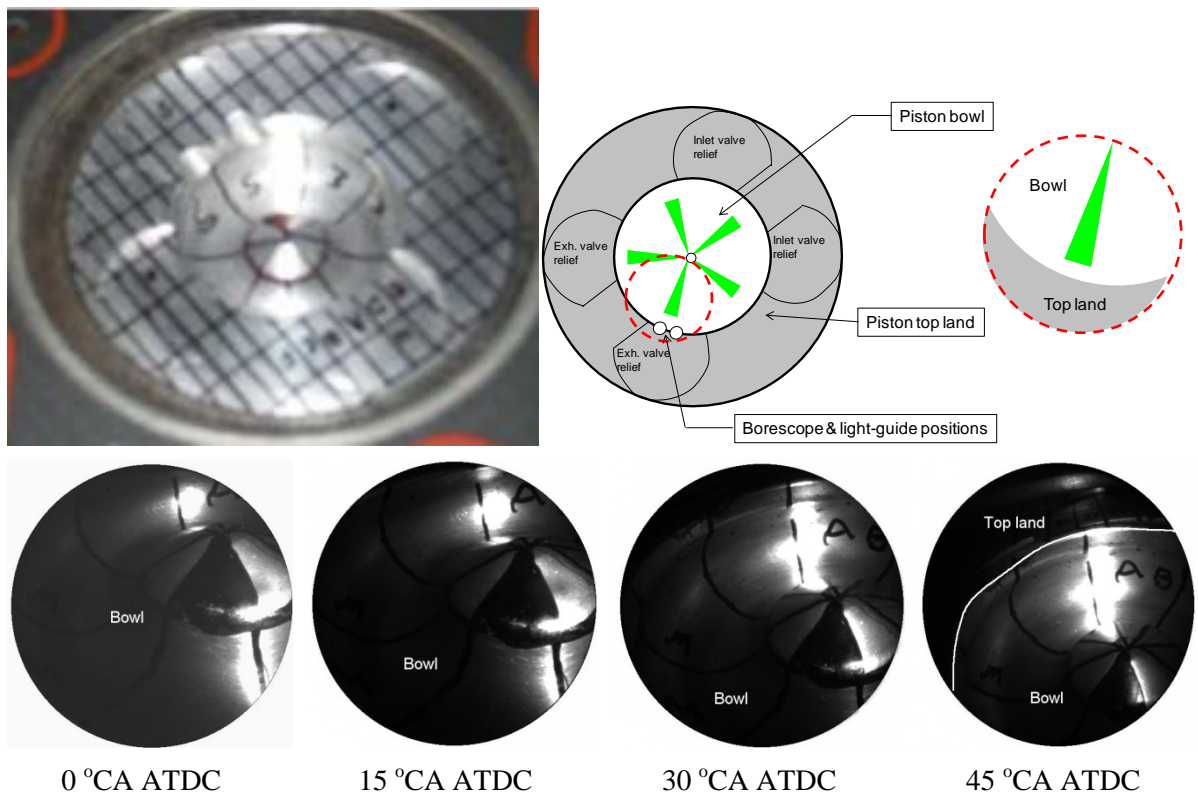 Piston bowl
Inlet valve
relief
Exh. valve
relief
Inlet valve
relief
Exh. valve
relief
Piston top land
Borescope & light-guide positions
Bowl
Top land
A
Bowl
A
Bowl
A B
Bowl
Top land
A B
M
Bowl
0 °CA ATDC
15 °CA ATDC
30 °CA ATDC
45 °CA ATDC